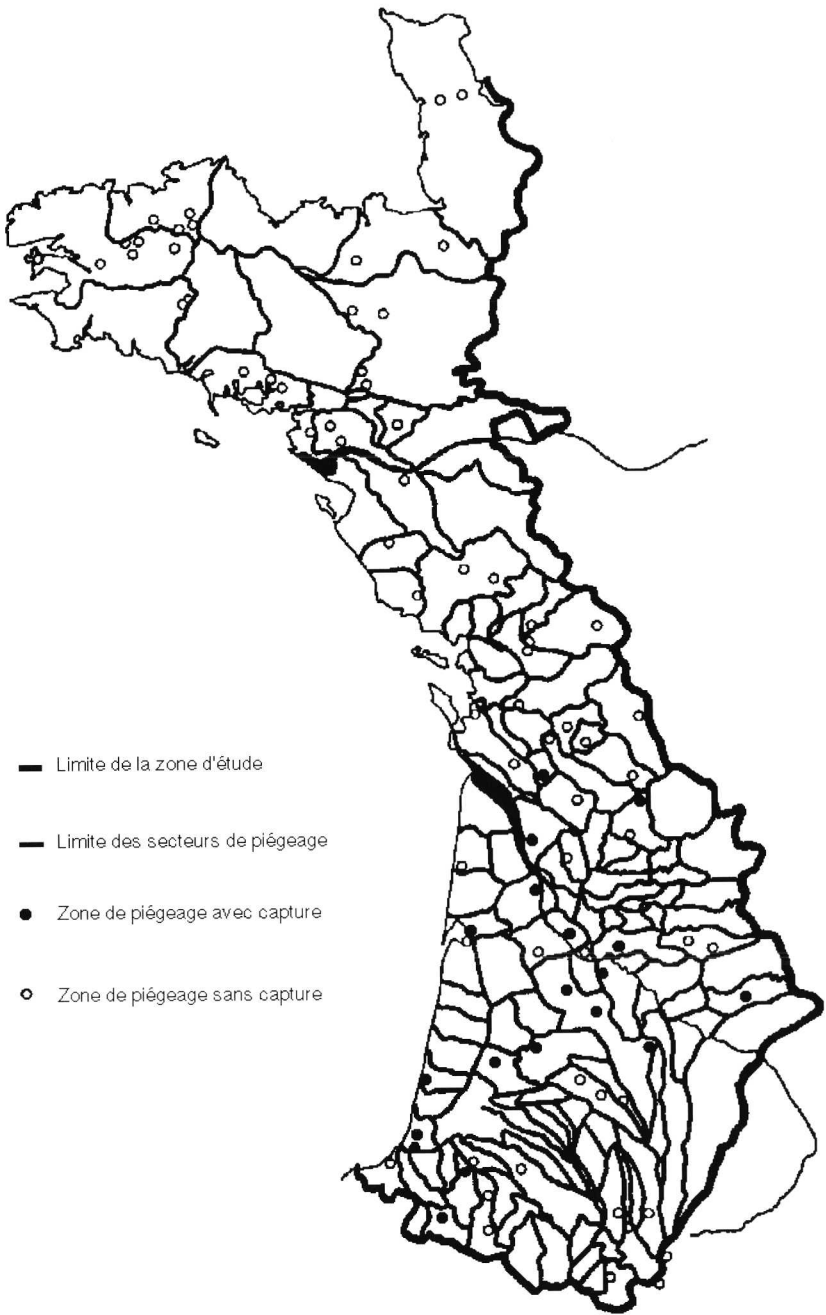 Limite de la zone d'étude
Limite des secteurs de piégeage
Zone de piégeage avec capture
Zone de piégeage sans capture